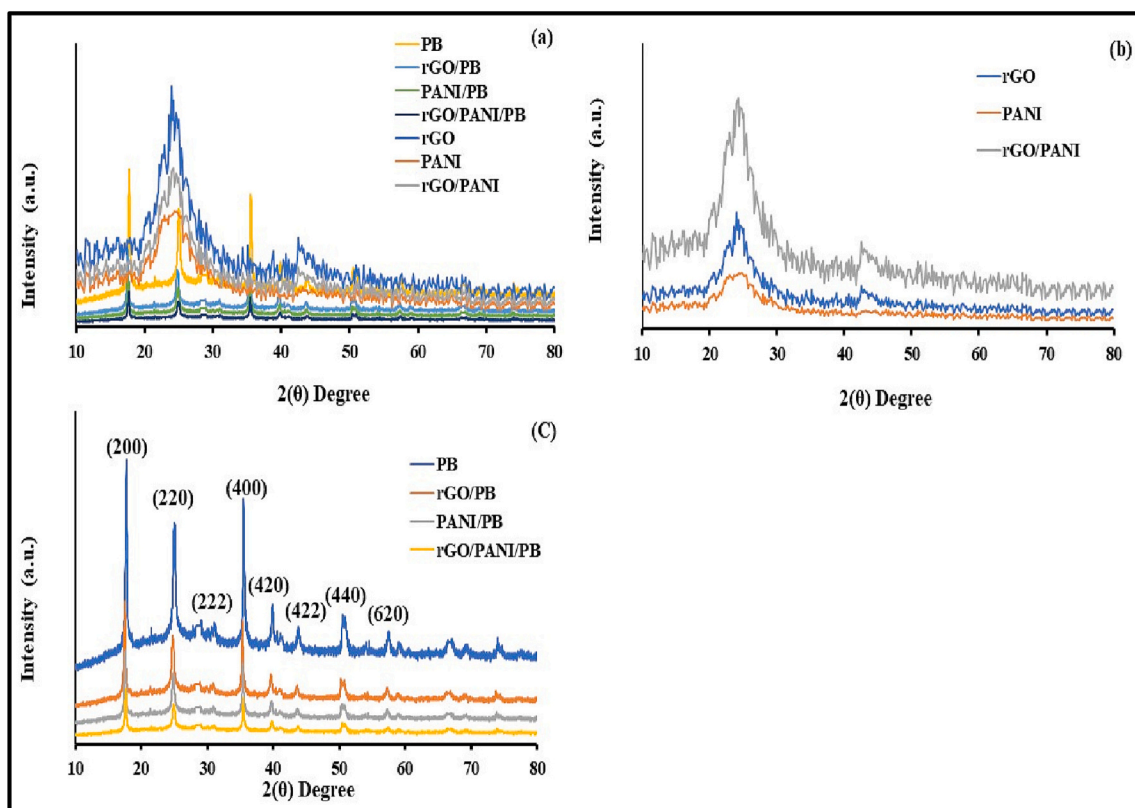 (a)
PB
rGO/PB
PANI/PB
rGO/PANI/PB
rGO
PANI
rGO/PANI
Intensity (a.u.)
10 20 30 40 50 60 70 80
2(θ) Degree
(b)
rGO
PANI
rGO/PANI
Intensity (a.u.)
10 20 30 40 50 60 70 80
2(θ) Degree
(C)
PB
rGO/PB
PANI/PB
rGO/PANI/PB
(200)
(220)
(222)
(400)
(420)
(422)
(440)
(620)
Intensity (a.u.)
10 20 30 40 50 60 70 80
2(θ) Degree